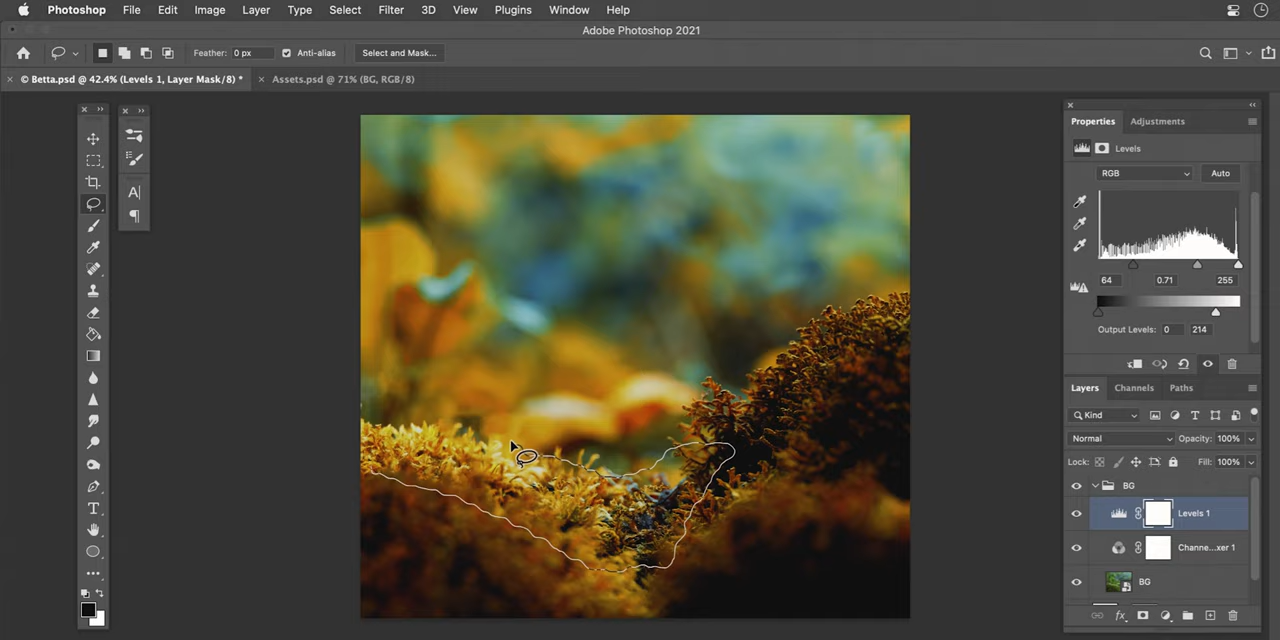 Photoshop File Edit Image Layer Type Select Filter 3D View Plugins Window Help
Adobe Photoshop 2021
Feather: 0 px Anti-alias Select and Mask...
© Betta.psd @ 42.4% (Levels 1, Layer Mask/8) * Assets.psd @ 71% (BG, RGB/8)
Properties Adjustments
Levels
RGB Auto
64 0.71 255
Output Levels: 0 214
Layers Channels Paths
Kind
Normal Opacity: 100%
Lock: Fill: 100%
BG
Levels 1
Channe...xer 1
BG